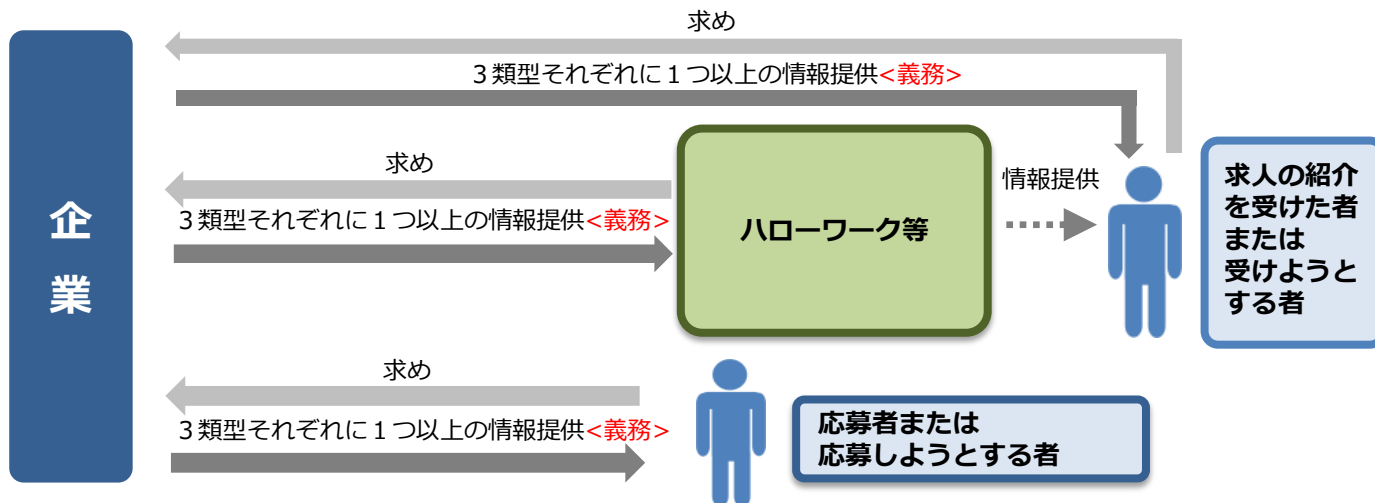 求め
３類型それぞれに１つ以上の情報提供<義務>
求め
３類型それぞれに１つ以上の情報提供<義務>
企
業
ハローワーク等
情報提供
求人の紹介
を受けた者
または
受けようと
する者
求め
３類型それぞれに１つ以上の情報提供<義務>
応募者または
応募しようとする者